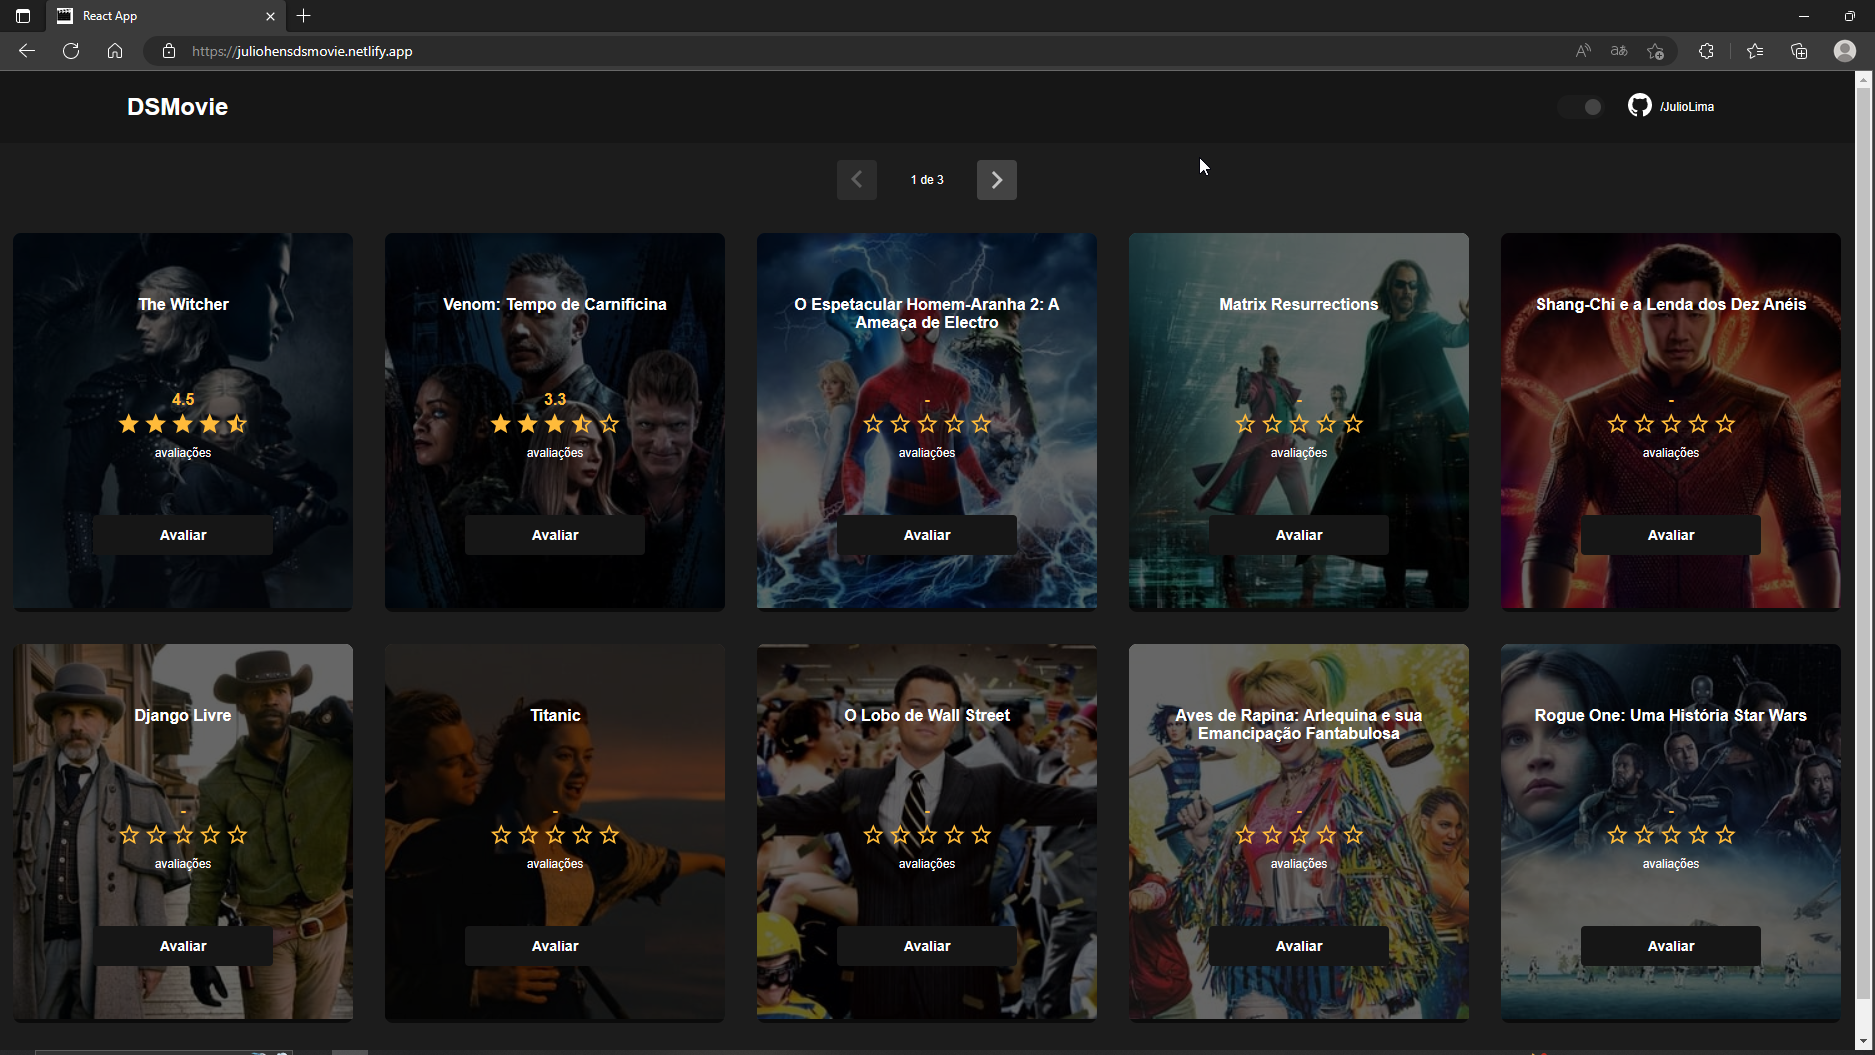 React App
https://juliohensdsmovie.netlify.app
DSMovie
/JulioLima
1 de 3
The Witcher
4.5
avaliações
Avaliar
Venom: Tempo de Carnificina
3.3
avaliações
Avaliar
O Espetacular Homem-Aranha 2: A
Ameaça de Electro
-
avaliações
Avaliar
Matrix Resurrections
-
avaliações
Avaliar
Shang-Chi e a Lenda dos Dez Anéis
-
avaliações
Avaliar
Django Livre
-
avaliações
Avaliar
Titanic
-
avaliações
Avaliar
O Lobo de Wall Street
-
avaliações
Avaliar
Aves de Rapina: Arlequina e sua
Emancipação Fantabulosa
-
avaliações
Avaliar
Rogue One: Uma História Star Wars
-
avaliações
Avaliar